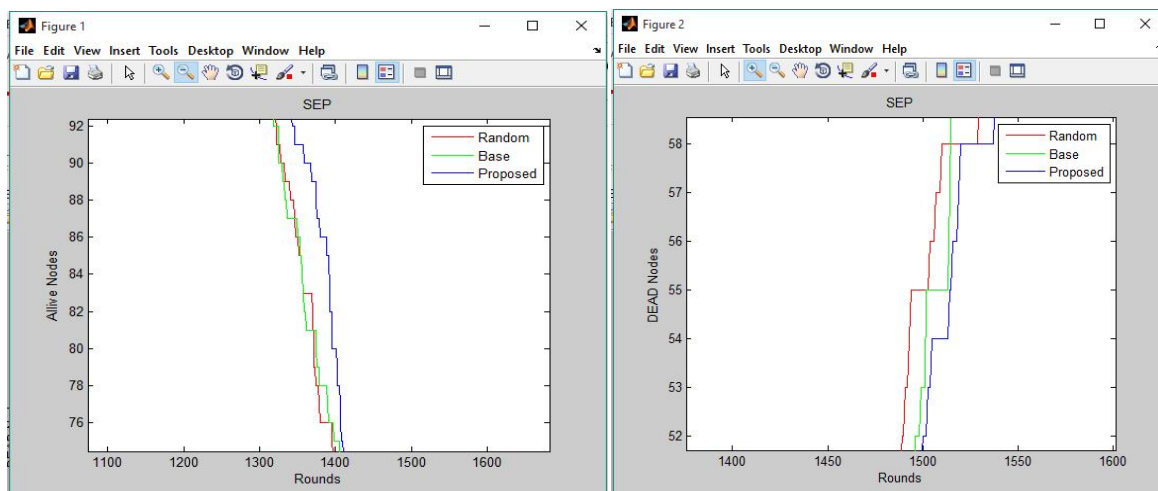 Figure 1
File Edit View Insert Tools Desktop Window Help
SEP
92
90
88
86
84
82
80
78
76
Allive Nodes
Random
Base
Proposed
1100 1200 1300 1400 1500 1600
Rounds
Figure 2
File Edit View Insert Tools Desktop Window Help
SEP
58
57
56
55
54
53
52
DEAD Nodes
Random
Base
Proposed
1400 1450 1500 1550 1600
Rounds